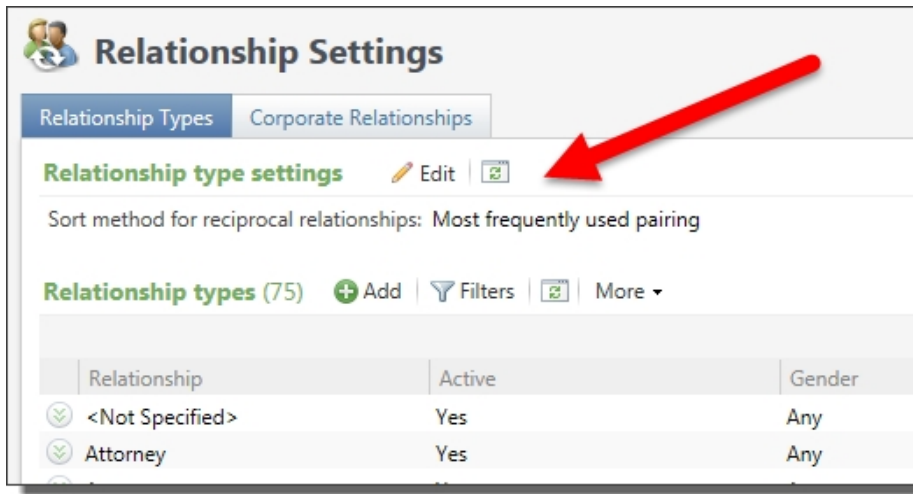 Relationship Settings
Relationship Types Corporate Relationships
Relationship type settings Edit
Sort method for reciprocal relationships: Most frequently used pairing
Relationship types (75) Add Filters More
Relationship Active Gender
<Not Specified> Yes Any
Attorney Yes Any